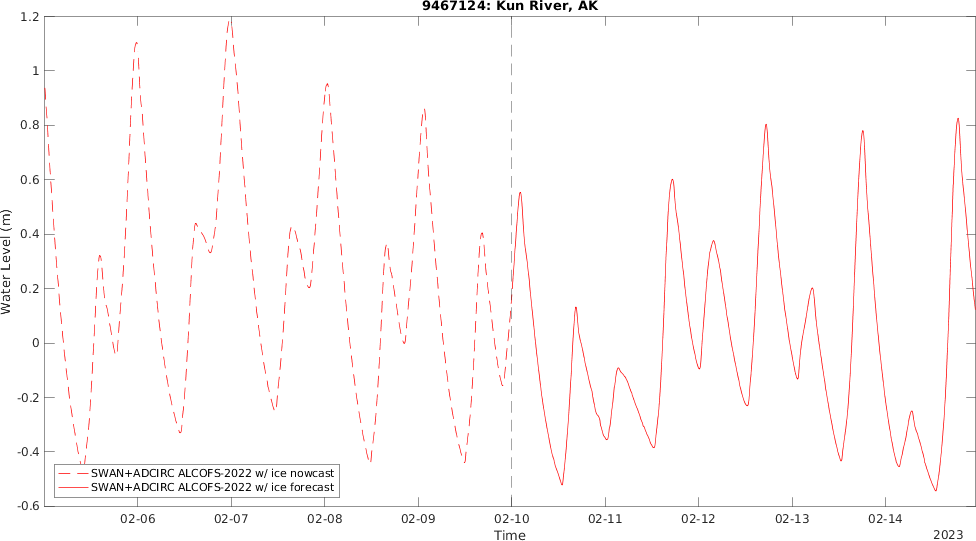 9467124: Kun River, AK
Water Level (m)
1.2
1
0.8
0.6
0.4
0.2
0
-0.2
-0.4
-0.6
SWAN+ADCIRC ALCOFS-2022 w/ ice nowcast
SWAN+ADCIRC ALCOFS-2022 w/ ice forecast
02-06 02-07 02-08 02-09 02-10 02-11 02-12 02-13 02-14
Time
2023